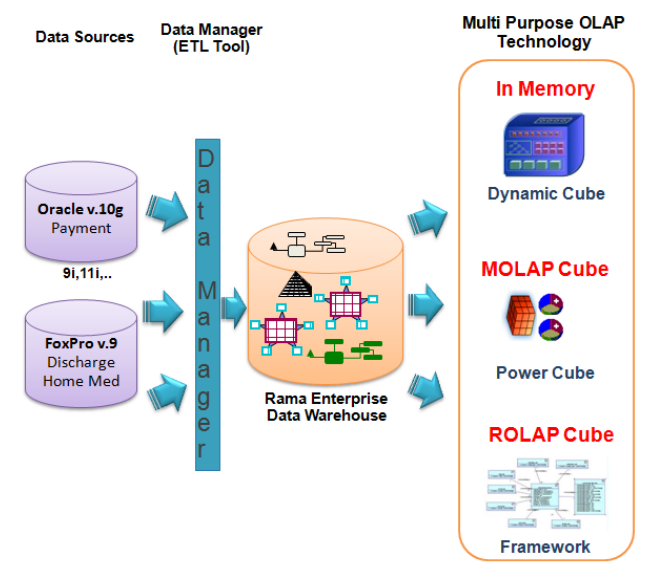 Data Sources
Data Manager
(ETL Tool)
Multi Purpose OLAP
Technology
Oracle v.10g
Payment
9i,11i,..
FoxPro v.9
Discharge
Home Med
Data Manager
Rama Enterprise
Data Warehouse
In Memory
Dynamic Cube
MOLAP Cube
Power Cube
ROLAP Cube
Framework